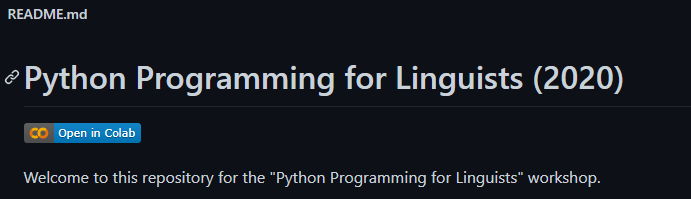 README.md
Python Programming for Linguists (2020)
Open in Colab
Welcome to this repository for the "Python Programming for Linguists" workshop.